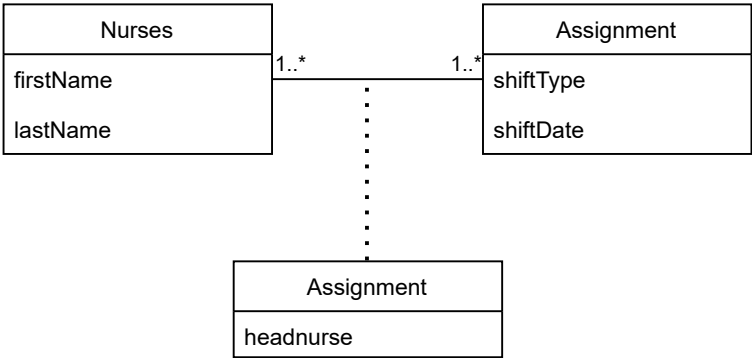 Nurses
firstName
lastName
1..*
1..*
Assignment
shiftType
shiftDate
Assignment
headnurse